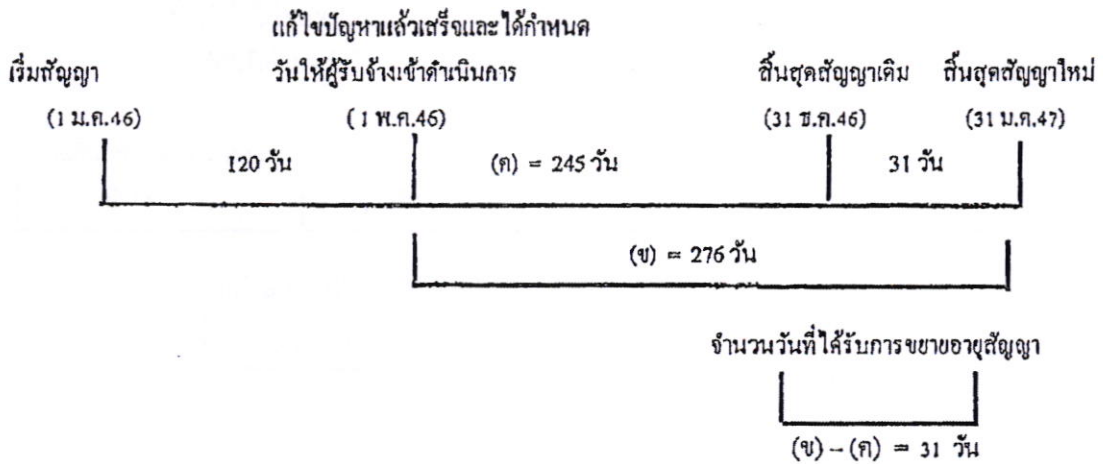 แก้ไขปัญหาแล้วเสร็จและได้กำหนด
เริ่มสัญญา วันให้ผู้รับจ้างเข้าดำเนินการ สิ้นสุดสัญญาเดิม สิ้นสุดสัญญาใหม่
(1 ม.ค.46) (1 พ.ค.46) (31 ธ.ค.46) (31 ม.ค.47)
120 วัน (ค) = 245 วัน 31 วัน
(ข) = 276 วัน
จำนวนวันที่ได้รับการขยายอายุสัญญา
(ข) – (ค) = 31 วัน